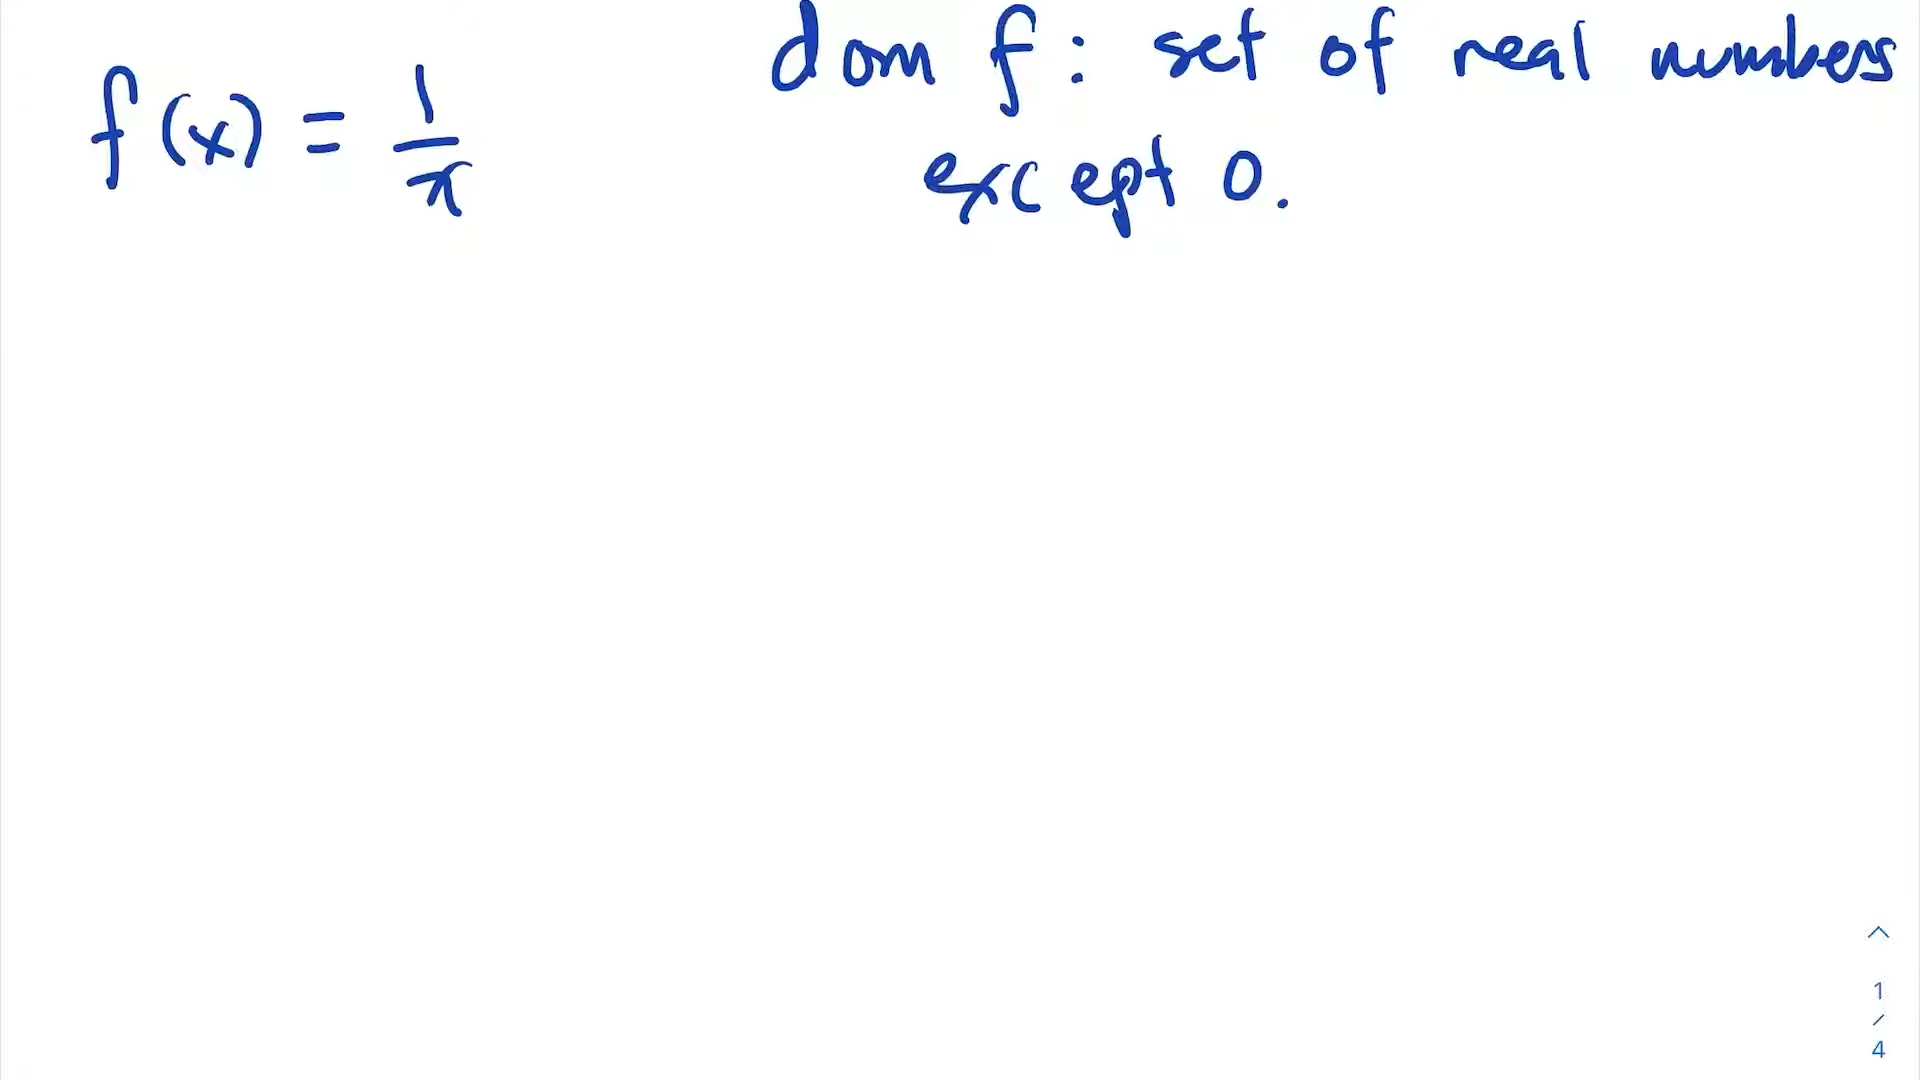 f(x) = 1/x
dom f: set of real numbers
except 0.
1
/
4